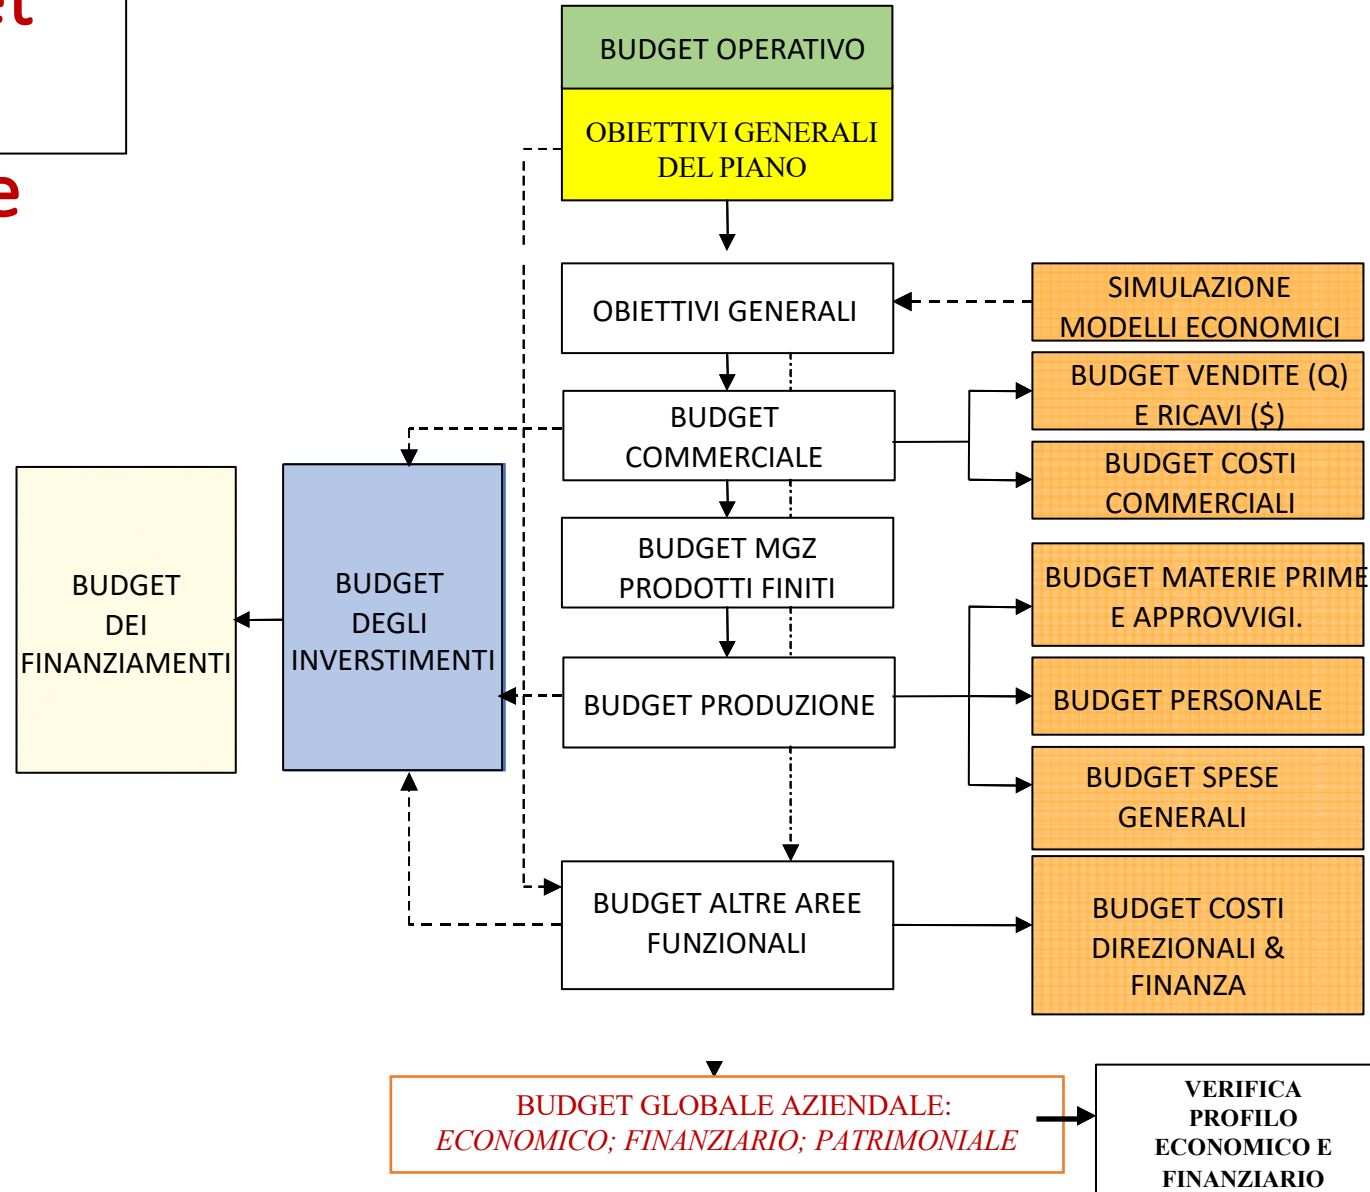 et
e
BUDGET OPERATIVO
OBIETTIVI GENERALI
DEL PIANO
OBIETTIVI GENERALI
SIMULAZIONE
MODELLI ECONOMICI
BUDGET
COMMERCIALE
BUDGET VENDITE (Q)
E RICAVI ($)
BUDGET COSTI
COMMERCIALI
BUDGET MGZ
PRODOTTI FINITI
BUDGET MATERIE PRIME
E APPROVVIGI.
BUDGET
DEI
FINANZIAMENTI
BUDGET
DEGLI
INVERSTIMENTI
BUDGET PRODUZIONE
BUDGET PERSONALE
BUDGET SPESE
GENERALI
BUDGET ALTRE AREE
FUNZIONALI
BUDGET COSTI
DIREZIONALI &
FINANZA
BUDGET GLOBALE AZIENDALE:
ECONOMICO; FINANZIARIO; PATRIMONIALE
VERIFICA
PROFILO
ECONOMICO E
FINANZIARIO